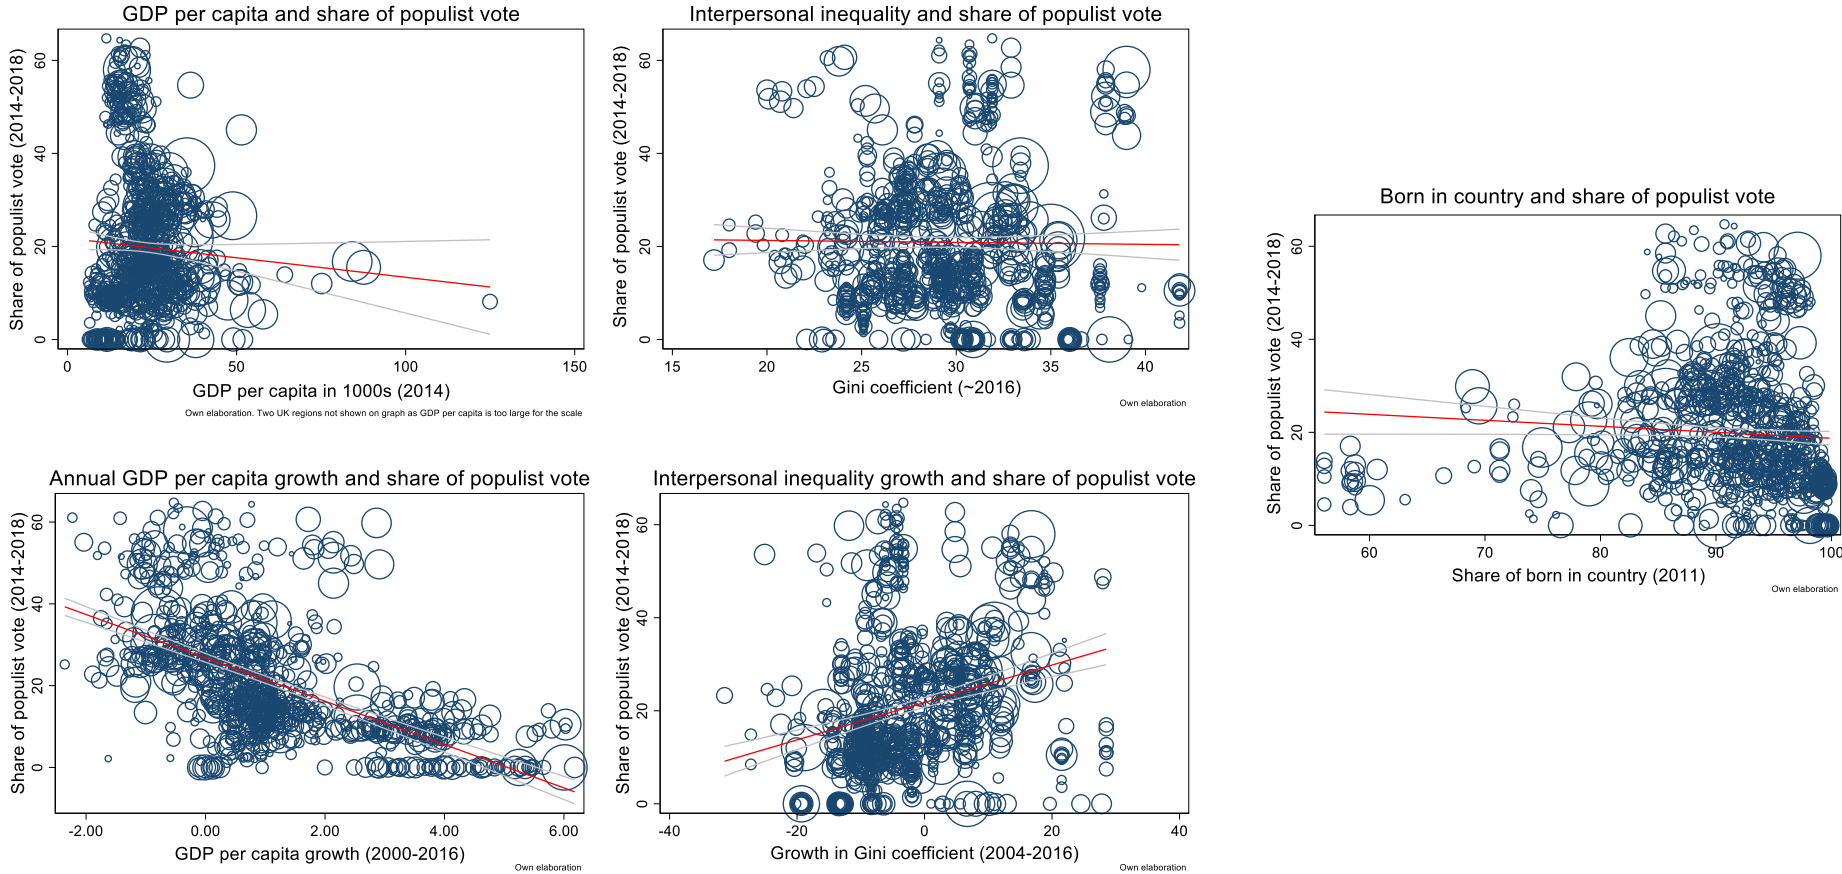 GDP per capita and share of populist vote
Share of populist vote (2014-2018)
60
40
20
0
0
50
100
150
GDP per capita in 1000s (2014)
Own elaboration. Two UK regions not shown on graph as GDP per capita is too large for the scale
Interpersonal inequality and share of populist vote
Share of populist vote (2014-2018)
60
40
20
0
15
20
25
30
35
40
Gini coefficient (~2016)
Own elaboration
Born in country and share of populist vote
Share of populist vote (2014-2018)
60
40
20
0
60
70
80
90
100
Share of born in country (2011)
Own elaboration
Annual GDP per capita growth and share of populist vote
Share of populist vote (2014-2018)
60
40
20
0
-2.00
0.00
2.00
4.00
6.00
GDP per capita growth (2000-2016)
Own elaboration
Interpersonal inequality growth and share of populist vote
Share of populist vote (2014-2018)
60
40
20
0
-40
-20
0
20
40
Growth in Gini coefficient (2004-2016)
Own elaboration